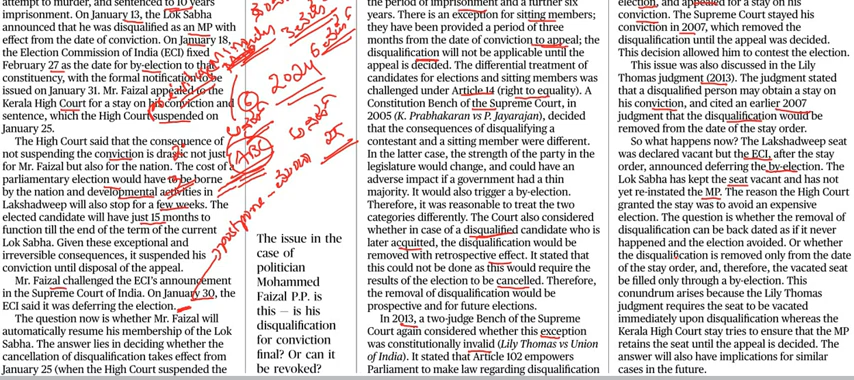 attempt to murder, and sentenced to 10 years
imprisonment. On January 13, the Lok Sabha
announced that he was disqualified as an MP with
effect from the date of conviction. On January 18,
the Election Commission of India (ECI) fixed
February 27 as the date for by-election to that
constituency, with the formal notification to be
issued on January 31. Mr. Faizal appealed to the
Kerala High Court for a stay on his conviction and
sentence, which the High Court suspended on
January 25.
The High Court said that the consequence of
not suspending the conviction is drastic not just
for Mr. Faizal but also for the nation. The cost of a
parliamentary election would have to be borne
by the nation and developmental activities in
Lakshadweep will also stop for a few weeks. The
elected candidate will have just 15 months to
function till the end of the term of the current
Lok Sabha. Given these exceptional and
irreversible consequences, it suspended his
conviction until disposal of the appeal.
Mr. Faizal challenged the ECI's announcement
in the Supreme Court of India. On January 30, the
ECI said it was deferring the election.
The question now is whether Mr. Faizal will
automatically resume his membership of the Lok
Sabha. The answer lies in deciding whether the
cancellation of disqualification takes effect from
January 25 (when the High Court suspended the
2024
6
ABC
25
postpone
The issue in the
case of
politician
Mohammed
Faizal P.P. is
this — is his
disqualification
for conviction
final? Or can it
be revoked?
the period of imprisonment and a further six
years. There is an exception for sitting members;
they have been provided a period of three
months from the date of conviction to appeal; the
disqualification will not be applicable until the
appeal is decided. The differential treatment of
candidates for elections and sitting members was
challenged under Article 14 (right to equality). A
Constitution Bench of the Supreme Court, in
2005 (K. Prabhakaran vs P. Jayarajan), decided
that the consequences of disqualifying a
contestant and a sitting member were different.
In the latter case, the strength of the party in the
legislature would change, and could have an
adverse impact if a government had a thin
majority. It would also trigger a by-election.
Therefore, it was reasonable to treat the two
categories differently. The Court also considered
whether in case of a disqualified candidate who is
later acquitted, the disqualification would be
removed with retrospective effect. It stated that
this could not be done as this would require the
results of the election to be cancelled. Therefore,
the removal of disqualification would be
prospective and for future elections.
In 2013, a two-judge Bench of the Supreme
Court again considered whether this exception
was constitutionally invalid (Lily Thomas vs Union
of India). It stated that Article 102 empowers
Parliament to make law regarding disqualification
election, and appealed for a stay on his
conviction. The Supreme Court stayed his
conviction in 2007, which removed the
disqualification until the appeal was decided.
This decision allowed him to contest the election.
This issue was also discussed in the Lily
Thomas judgment (2013). The judgment stated
that a disqualified person may obtain a stay on
his conviction, and cited an earlier 2007
judgment that the disqualification would be
removed from the date of the stay order.
So what happens now? The Lakshadweep seat
was declared vacant but the ECI, after the stay
order, announced deferring the by-election. The
Lok Sabha has kept the seat vacant and has not
yet re-instated the MP. The reason the High Court
granted the stay was to avoid an expensive
election. The question is whether the removal of
disqualification can be back dated as if it never
happened and the election avoided. Or whether
the disqualification is removed only from the date
of the stay order, and, therefore, the vacated seat
be filled only through a by-election. This
conundrum arises because the Lily Thomas
judgment requires the seat to be vacated
immediately upon disqualification whereas the
Kerala High Court stay tries to ensure that the MP
retains the seat until the appeal is decided. The
answer will also have implications for similar
cases in the future.